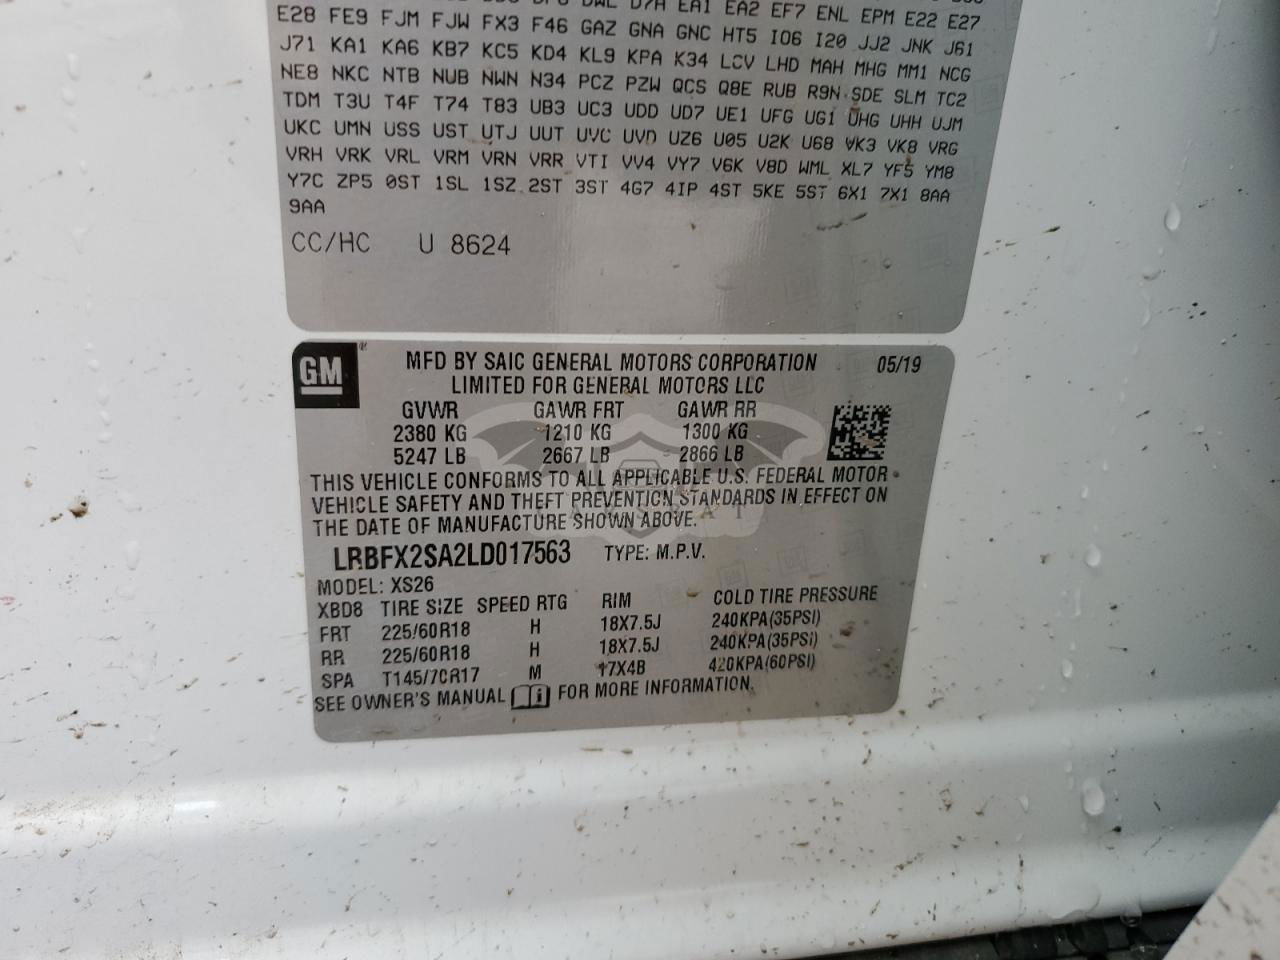 D7H EA1 EA2 EF7 ENL EPM E22 E27
E28 FE9 FJM FJW FX3 F46 GAZ GNA GNC HT5 I06 I20 JJ2 JNK J61
J71 KA1 KA6 KB7 KC5 KD4 KL9 KPA K34 LCV LHD MAH MHG MM1 NCG
NE8 NKC NTB NUB NWN N34 PCZ PZW QCS Q8E RUB R9N SDE SLM TC2
TDM T3U T4F T74 T83 UB3 UC3 UDD UD7 UE1 UFG UG1 UHG UHH UJM
UKC UMN USS UST UTJ UUT UVC UVD UZ6 U05 U2K U68 VK3 VK8 VRG
VRH VRK VRL VRM VRN VRR VTI VV4 VY7 V6K V8D WML XL7 YF5 YM8
Y7C ZP5 0ST 1SL 1SZ 2ST 3ST 4G7 4IP 4ST 5KE 5ST 6X1 7X1 8AA
9AA
CC/HC U 8624
GM
MFD BY SAIC GENERAL MOTORS CORPORATION 05/19
LIMITED FOR GENERAL MOTORS LLC
GVWR GAWR FRT GAWR RR
2380 KG 1210 KG 1300 KG
5247 LB 2667 LB 2866 LB
THIS VEHICLE CONFORMS TO ALL APPLICABLE U.S. FEDERAL MOTOR
VEHICLE SAFETY AND THEFT PREVENTION STANDARDS IN EFFECT ON
THE DATE OF MANUFACTURE SHOWN ABOVE.
LRBFX2SA2LD017563 TYPE: M.P.V.
MODEL: XS26
XBD8 TIRE SIZE SPEED RTG RIM COLD TIRE PRESSURE
FRT 225/60R18 H 18X7.5J 240KPA(35PSI)
RR 225/60R18 H 18X7.5J 240KPA(35PSI)
SPA T145/70R17 M 17X4B 420KPA(60PSI)
SEE OWNER'S MANUAL FOR MORE INFORMATION.